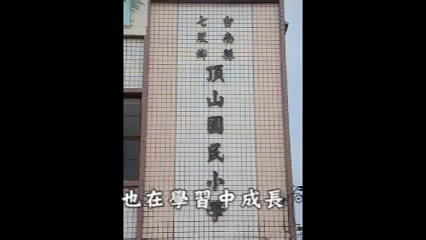 台南縣
七股鄉
頂山國民小學
也在學習中成長。